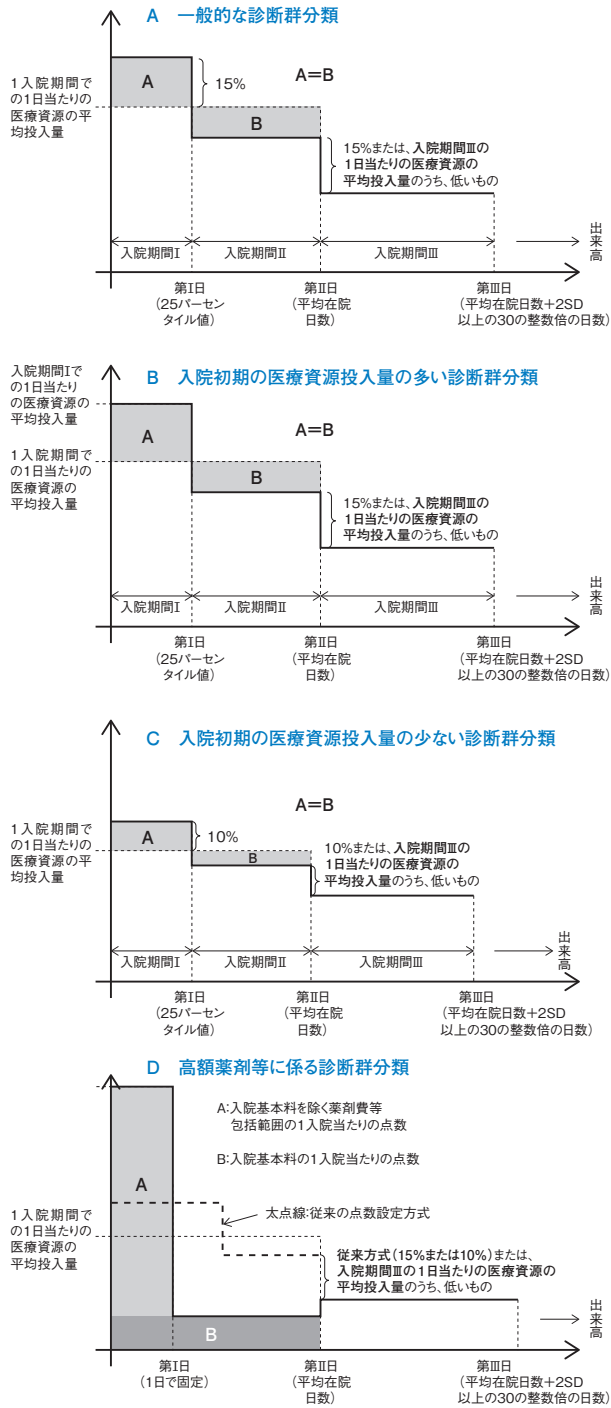 A 一般的な診断群分類
1入院期間で
の1日当たりの
医療資源の平
均投入量
A
15%
A=B
B
15%または、入院期間Ⅲの
1日当たりの医療資源の
平均投入量のうち、低いもの
入院期間Ⅰ
入院期間Ⅱ
入院期間Ⅲ
出来高
第Ⅰ日
(25パーセン
タイル値)
第Ⅱ日
(平均在院
日数)
第Ⅲ日
(平均在院日数+2SD
以上の30の整数倍の日数)
B 入院初期の医療資源投入量の多い診断群分類
入院期間Ⅰで
の1日当たり
の医療資源の
平均投入量
A
A=B
1入院期間で
の1日当たりの
医療資源の
平均投入量
B
15%または、入院期間Ⅲの
1日当たりの医療資源の
平均投入量のうち、低いもの
入院期間Ⅰ
入院期間Ⅱ
入院期間Ⅲ
出来高
第Ⅰ日
(25パーセン
タイル値)
第Ⅱ日
(平均在院
日数)
第Ⅲ日
(平均在院日数+2SD
以上の30の整数倍の日数)
C 入院初期の医療資源投入量の少ない診断群分類
A=B
1入院期間で
の1日当たりの
医療資源の平
均投入量
A
10%
B
10%または、入院期間Ⅲの
1日当たりの医療資源の
平均投入量のうち、低いもの
入院期間Ⅰ
入院期間Ⅱ
入院期間Ⅲ
出来高
第Ⅰ日
(25パーセン
タイル値)
第Ⅱ日
(平均在院
日数)
第Ⅲ日
(平均在院日数+2SD
以上の30の整数倍の日数)
D 高額薬剤等に係る診断群分類
A:入院基本料を除く薬剤費等
包括範囲の1入院当たりの点数
B:入院基本料の1入院当たりの点数
A
太点線:従来の点数設定方式
1入院期間で
の1日当たりの
医療資源の
平均投入量
従来方式(15%または10%)または、
入院期間Ⅲの1日当たりの医療資源の
平均投入量のうち、低いもの
B
出来高
第Ⅰ日
(1日で固定)
第Ⅱ日
(平均在院
日数)
第Ⅲ日
(平均在院日数+2SD
以上の30の整数倍の日数)